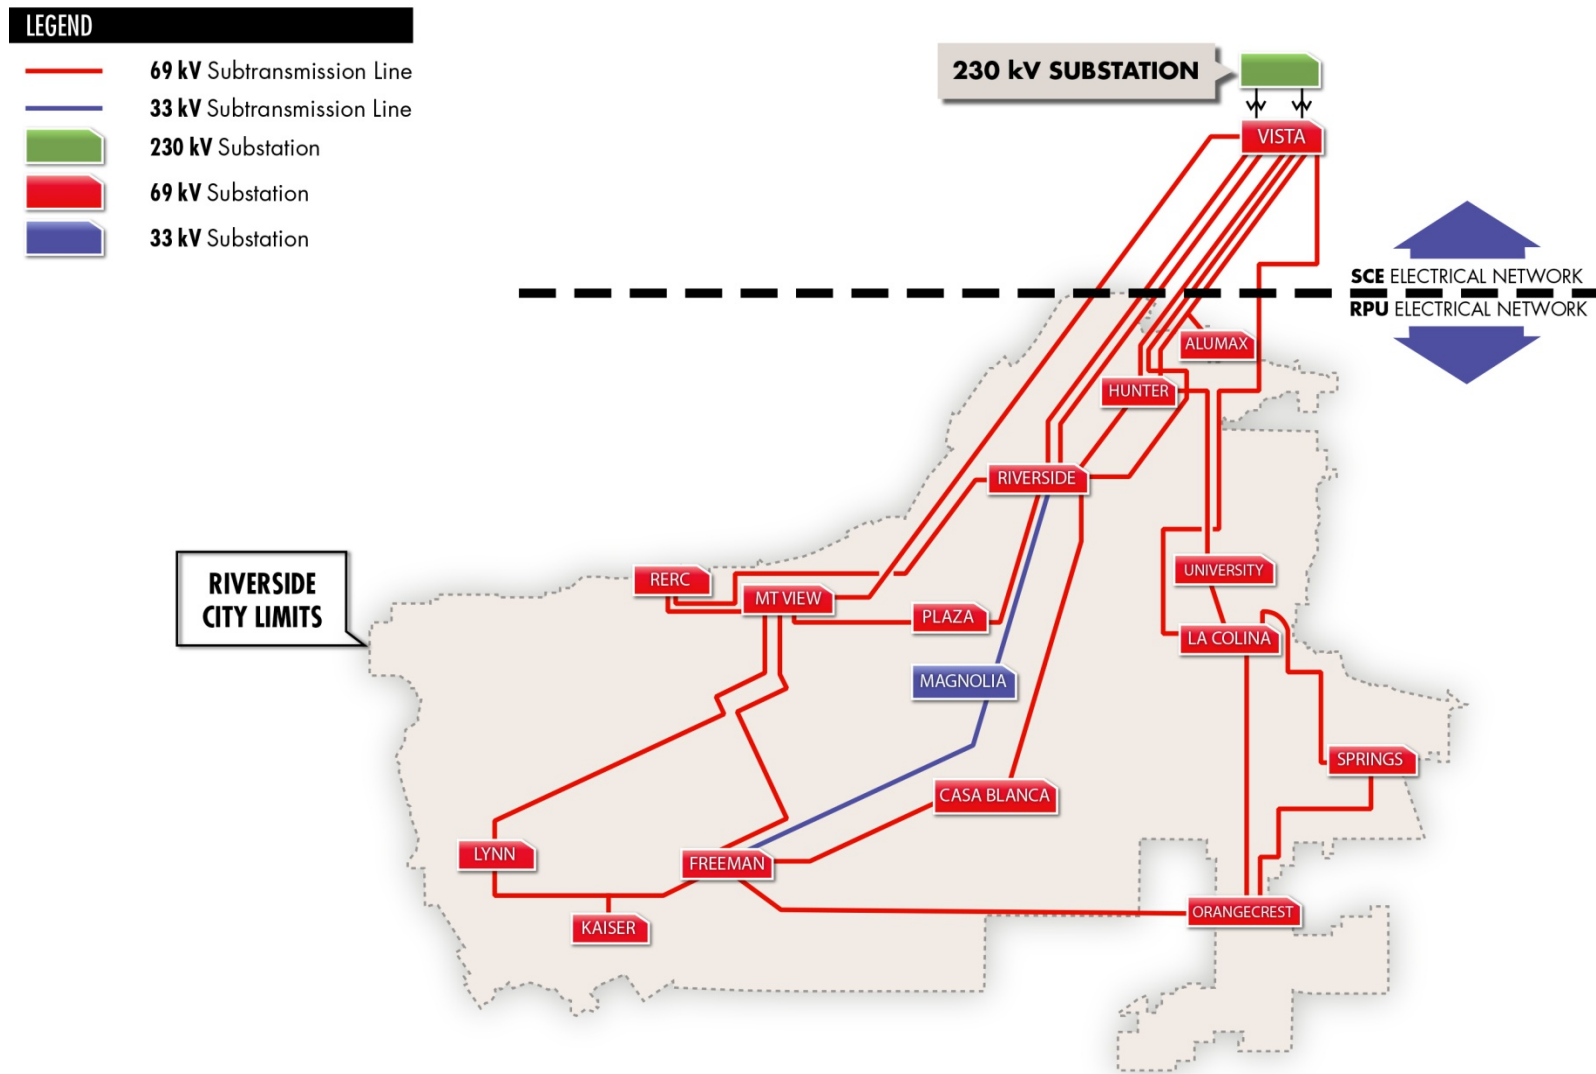 LEGEND
69 kV Subtransmission Line
33 kV Subtransmission Line
230 kV Substation
69 kV Substation
33 kV Substation
230 kV SUBSTATION
VISTA
SCE ELECTRICAL NETWORK
RPU ELECTRICAL NETWORK
ALUMAX
HUNTER
RIVERSIDE
RIVERSIDE
CITY LIMITS
RERC
MT VIEW
PLAZA
UNIVERSITY
LA COLINA
MAGNOLIA
SPRINGS
CASA BLANCA
LYNN
FREEMAN
KAISER
ORANGECREST